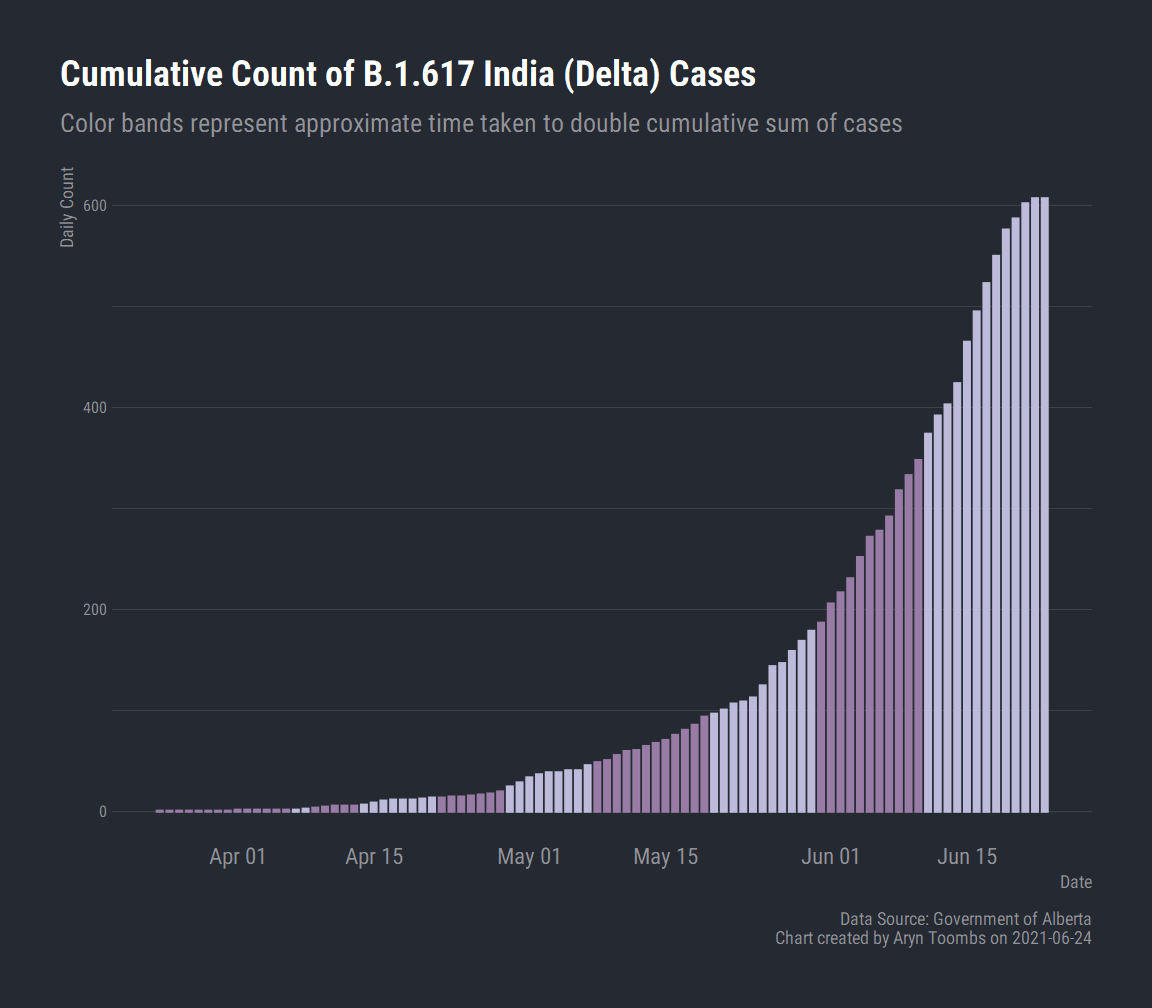 Cumulative Count of B.1.617 India (Delta) Cases
Color bands represent approximate time taken to double cumulative sum of cases
Daily Count
600
400
200
0
Apr 01
Apr 15
May 01
May 15
Jun 01
Jun 15
Date
Data Source: Government of Alberta
Chart created by Aryn Toombs on 2021-06-24